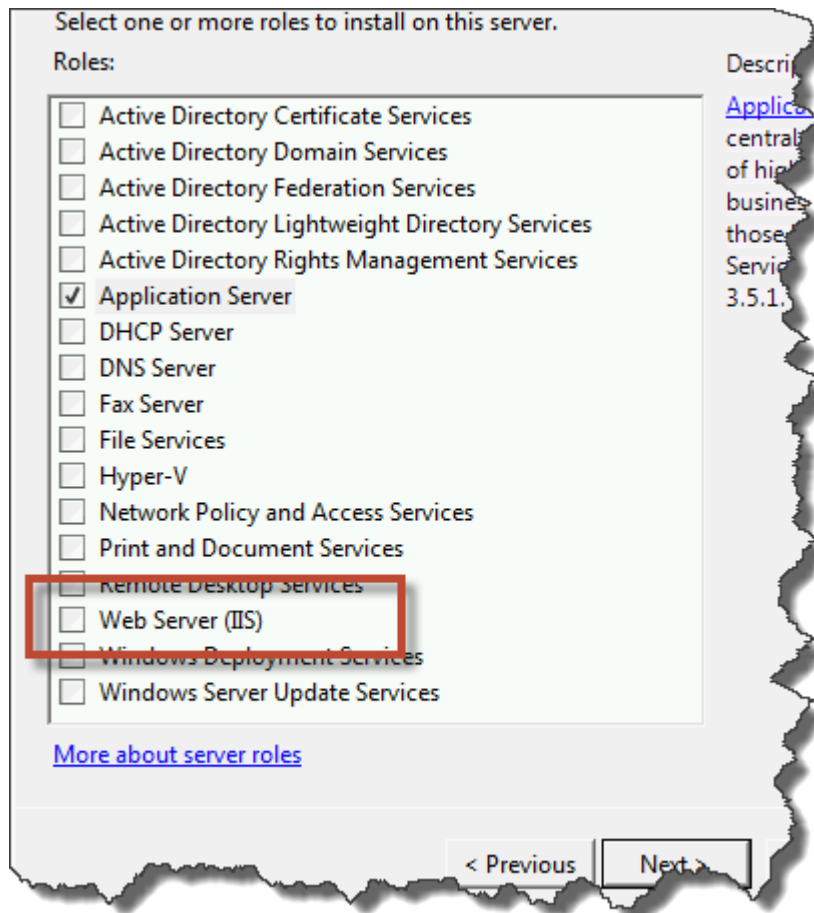 Select one or more roles to install on this server.
Roles:
Active Directory Certificate Services
Active Directory Domain Services
Active Directory Federation Services
Active Directory Lightweight Directory Services
Active Directory Rights Management Services
Application Server
DHCP Server
DNS Server
Fax Server
File Services
Hyper-V
Network Policy and Access Services
Print and Document Services
Remote Desktop Services
Web Server (IIS)
Windows Deployment Services
Windows Server Update Services
More about server roles
of
those
3.5.1.
< Previous
Next >